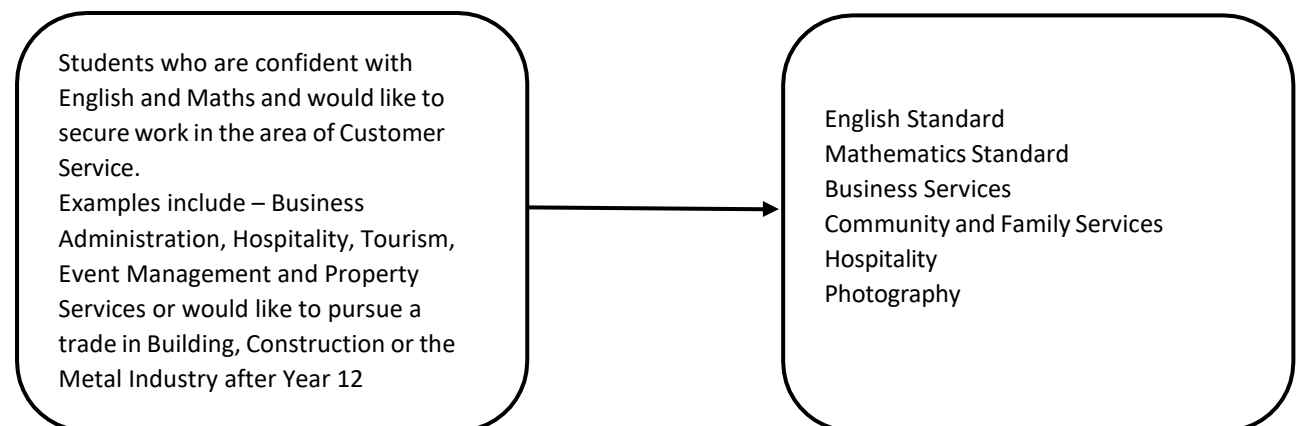 Students who are confident with
English and Maths and would like to
secure work in the area of Customer
Service.
Examples include – Business
Administration, Hospitality, Tourism,
Event Management and Property
Services or would like to pursue a
trade in Building, Construction or the
Metal Industry after Year 12
English Standard
Mathematics Standard
Business Services
Community and Family Services
Hospitality
Photography